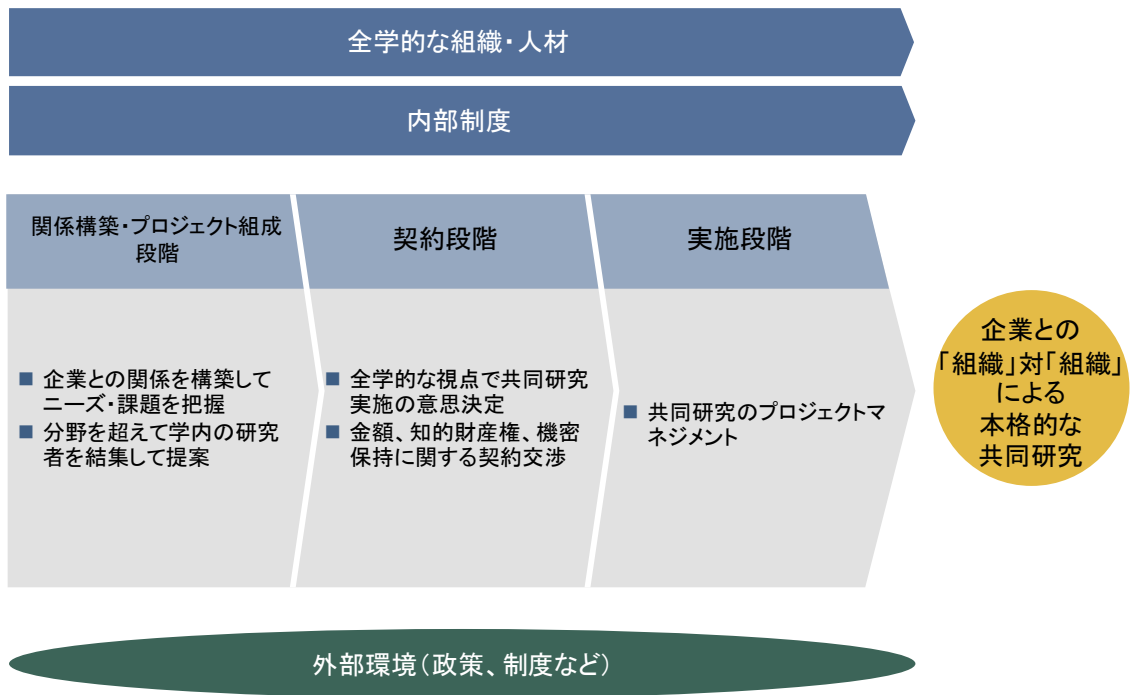 全学的な組織・人材
内部制度
関係構築・プロジェクト組成
段階
契約段階
実施段階
■ 企業との関係を構築して
ニーズ・課題を把握
■ 分野を超えて学内の研究
者を結集して提案
■ 全学的な視点で共同研究
実施の意思決定
■ 金額、知的財産権、機密
保持に関する契約交渉
■ 共同研究のプロジェクトマ
ネジメント
企業との
「組織」対「組織」
による
本格的な
共同研究
外部環境(政策、制度など)